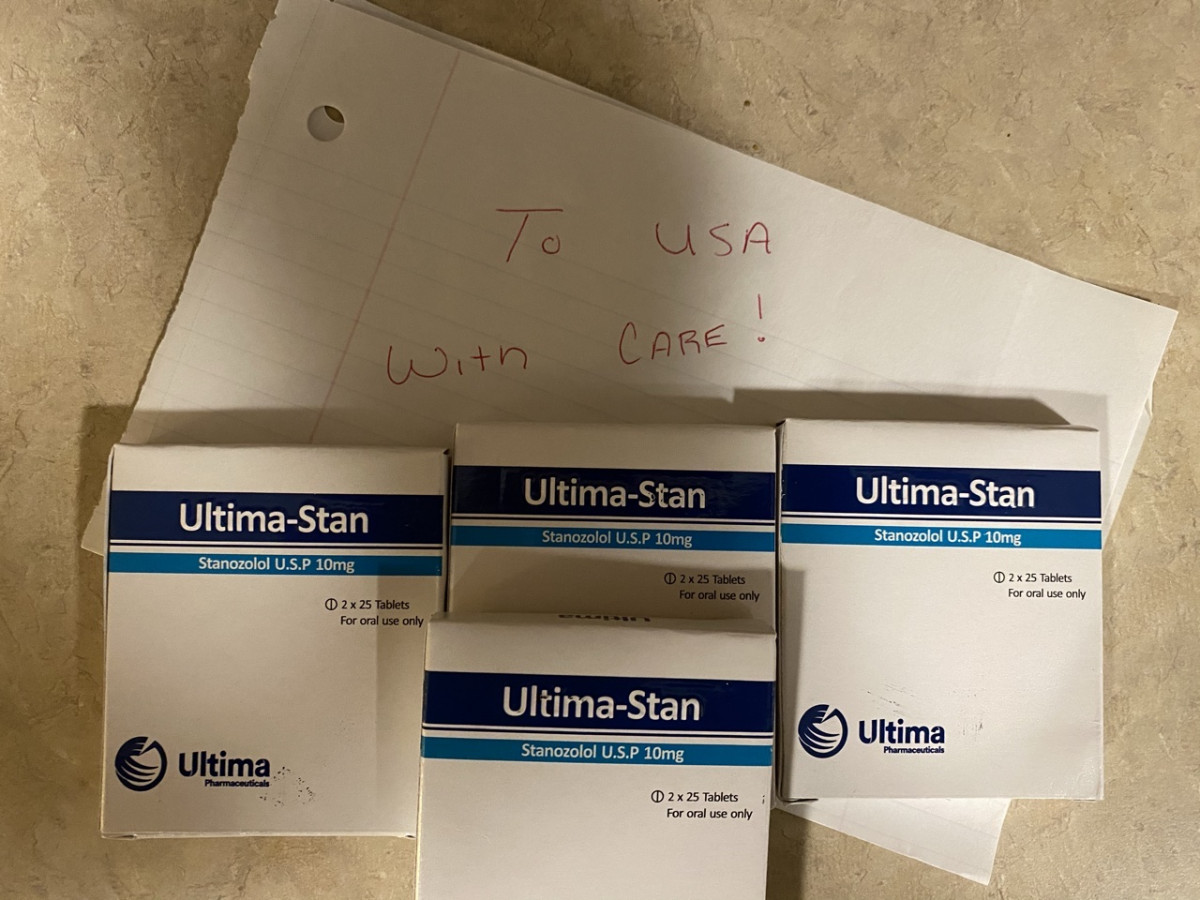 To USA
With CARE!
Ultima-Stan
Stanozolol U.S.P 10mg
2 x 25 Tablets
For oral use only
Ultima
Pharmaceuticals
Ultima-Stan
Stanozolol U.S.P 10mg
2 x 25 Tablets
For oral use only
Ultima-Stan
Stanozolol U.S.P 10mg
2 x 25 Tablets
For oral use only
Ultima
Pharmaceuticals
Ultima
Ultima-Stan
Stanozolol U.S.P 10mg
2 x 25 Tablets
For oral use only